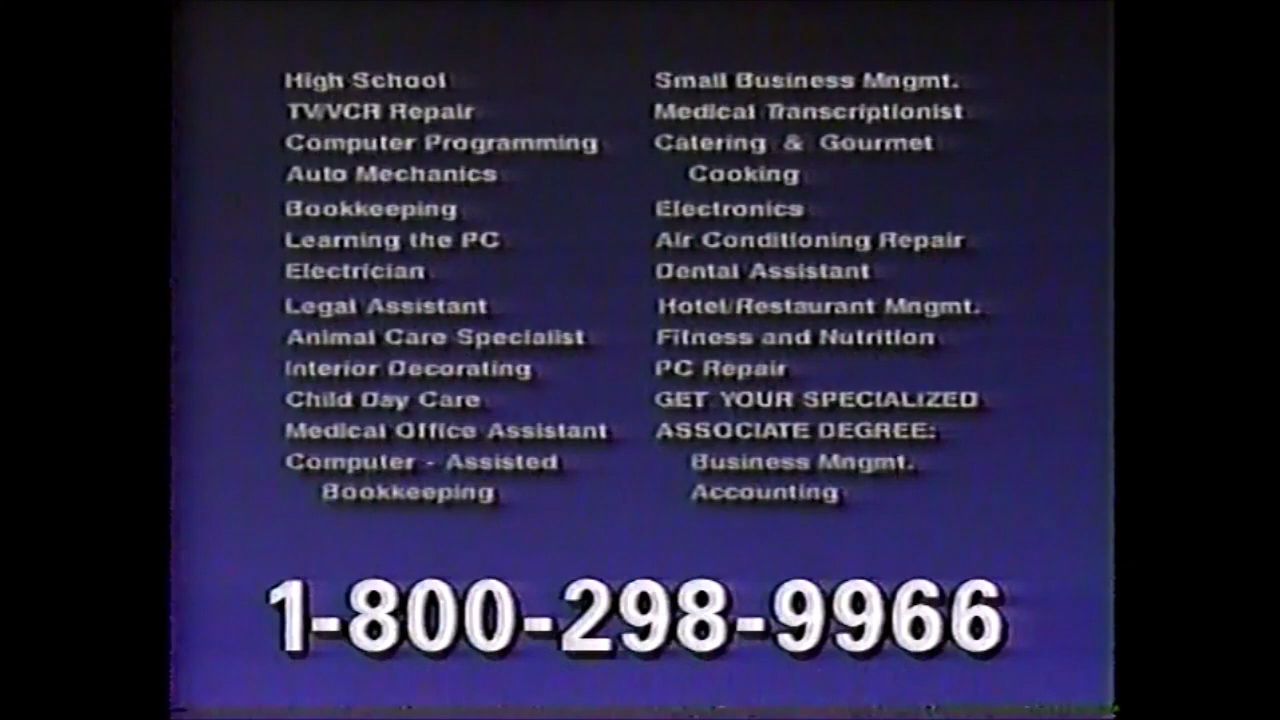 High School
TV/VCR Repair
Computer Programming
Auto Mechanics
Bookkeeping
Learning the PC
Electrician
Legal Assistant
Animal Care Specialist
Interior Decorating
Child Day Care
Medical Office Assistant
Computer - Assisted
Bookkeeping
Small Business Mngmt.
Medical Transcriptionist
Catering & Gourmet
Cooking
Electronics
Air Conditioning Repair
Dental Assistant
Hotel/Restaurant Mngmt.
Fitness and Nutrition
PC Repair
GET YOUR SPECIALIZED
ASSOCIATE DEGREE:
Business Mngmt.
Accounting
1-800-298-9966